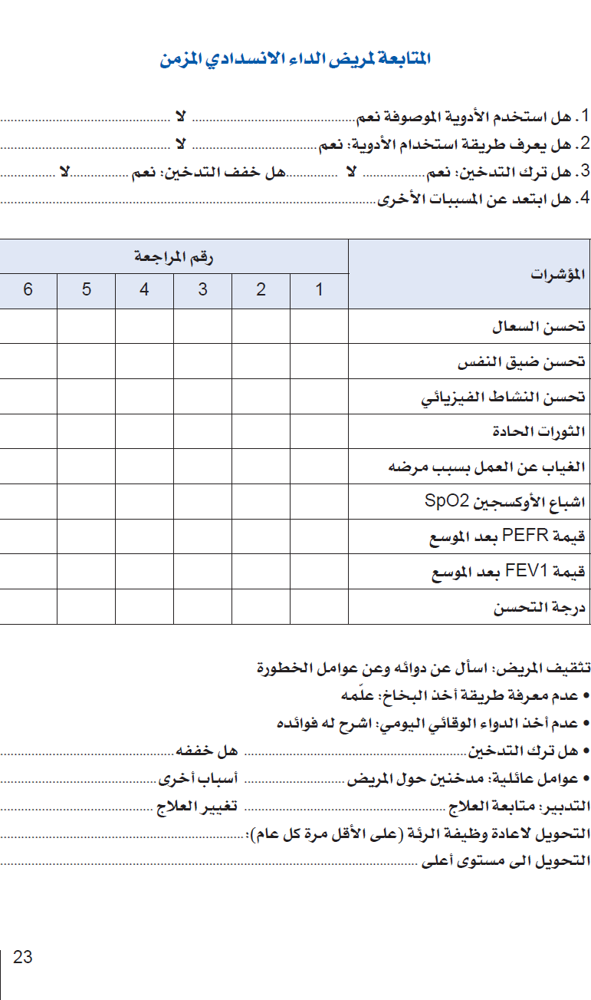 المتابعة لمريض الداء الانسدادي المزمن
1. هل استخدم الأدوية الموصوفة نعم............................................... لا .................................................
2. هل يعرف طريقة استخدام الأدوية: نعم.................................... لا .................................................
3. هل ترك التدخين: نعم.................. لا ...............هل خفف التدخين: نعم .................لا ................
4. هل ابتعد عن المسببات الأخرى............................................................................................................
المؤشرات رقم المراجعة
1 2 3 4 5 6
تحسن السعال
تحسن ضيق النفس
تحسن النشاط الفيزيائي
الثورات الحادة
الغياب عن العمل بسبب مرضه
اشباع الأوكسجين SpO2
قيمة PEFR بعد الموسع
قيمة FEV1 بعد الموسع
درجة التحسن
تثقيف المريض: اسأل عن دوائه وعن عوامل الخطورة
• عدم معرفة طريقة أخذ البخاخ: علّمه
• عدم أخذ الدواء الوقائي اليومي: اشرح له فوائده
• هل ترك التدخين................................................................ هل خففه..................................................
• عوامل عائلية: مدخنين حول المريض ............................. أسباب أخرى.............................................
التدبير: متابعة العلاج.......................................................... تغيير العلاج .............................................
التحويل لاعادة وظيفة الرئة (على الأقل مرة كل عام): ......................................................................
التحويل الى مستوى أعلى ........................................................................................................................
23